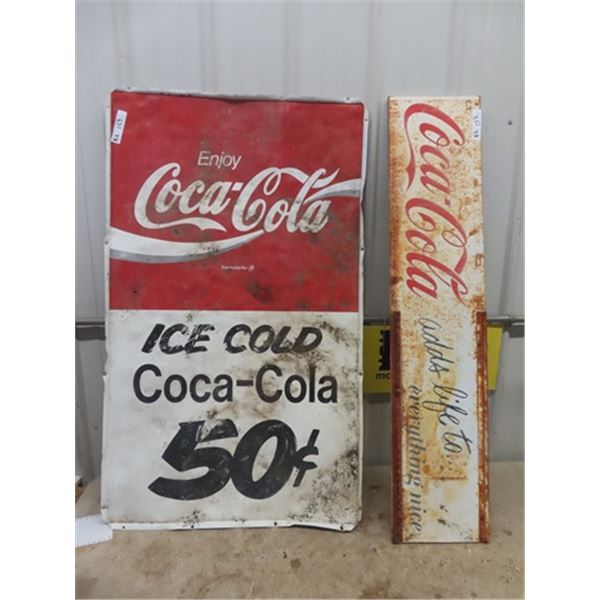 Enjoy
Coca-Cola
ICE COLD
Coca-Cola
50¢
Coca-Cola
adds life to...
everything nice